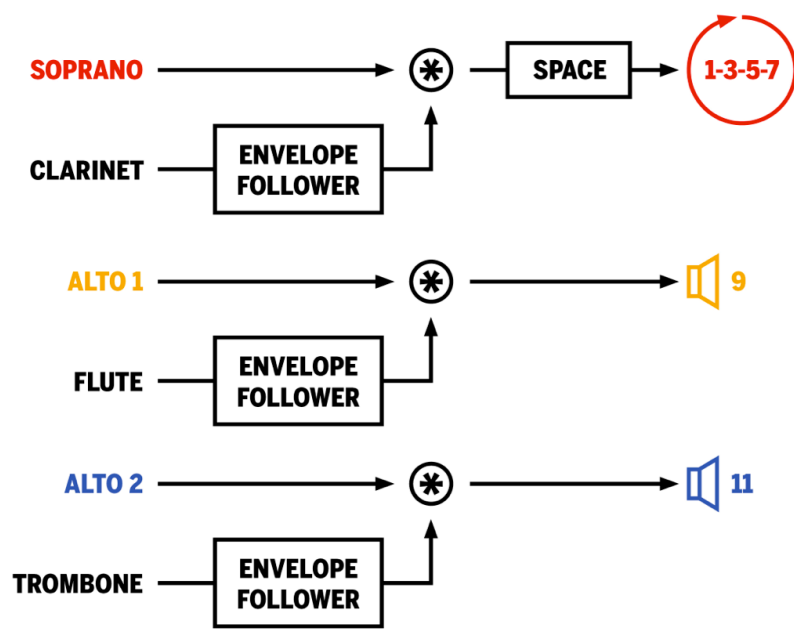 SOPRANO
*
SPACE
1-3-5-7
CLARINET
ENVELOPE
FOLLOWER
ALTO 1
*
9
FLUTE
ENVELOPE
FOLLOWER
ALTO 2
*
11
TROMBONE
ENVELOPE
FOLLOWER